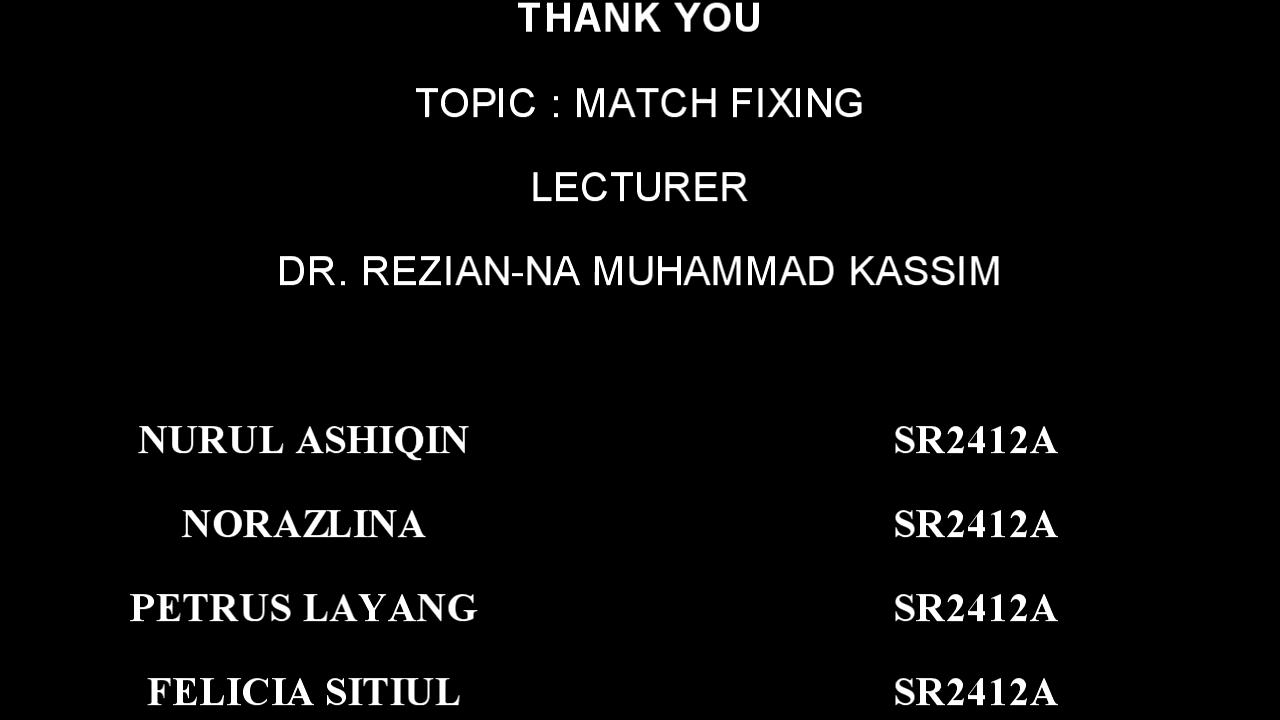 THANK YOU
TOPIC : MATCH FIXING
LECTURER
DR. REZIAN-NA MUHAMMAD KASSIM
NURUL ASHIQIN SR2412A
NORAZLINA SR2412A
PETRUS LAYANG SR2412A
FELICIA SITIUL SR2412A